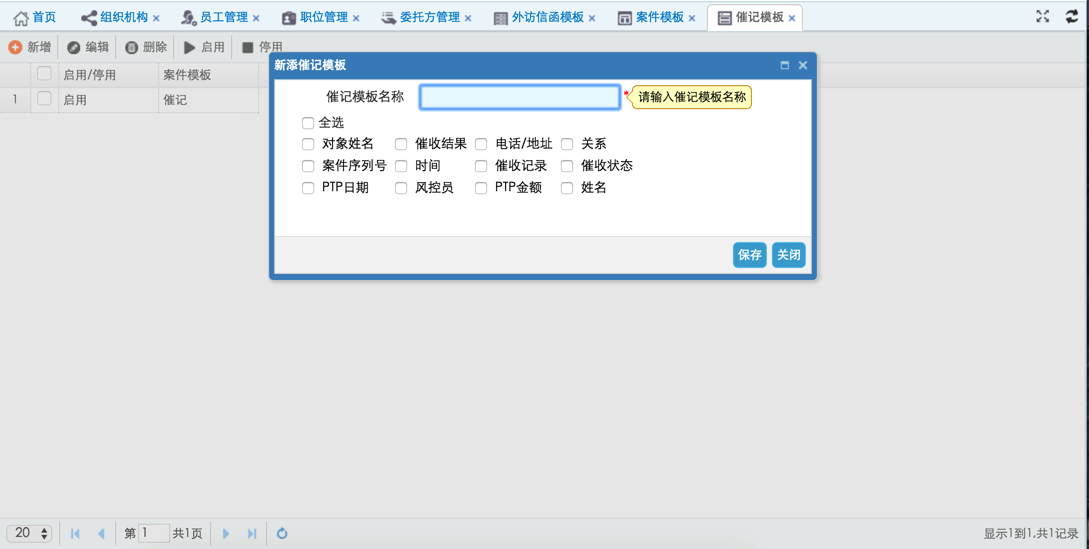 首页 组织机构 员工管理 职位管理 委托方管理 外访信函模板 案件模板 催记模板
新增 编辑 删除 启用 停用
启用/停用 案件模板
1 启用 催记
新添催记模板
催记模板名称 * 请输入催记模板名称
全选
对象姓名 催收结果 电话/地址 关系
案件序列号 时间 催收记录 催收状态
PTP日期 风控员 PTP金额 姓名
保存 关闭
20 第 1 共1页 显示1到1,共1记录